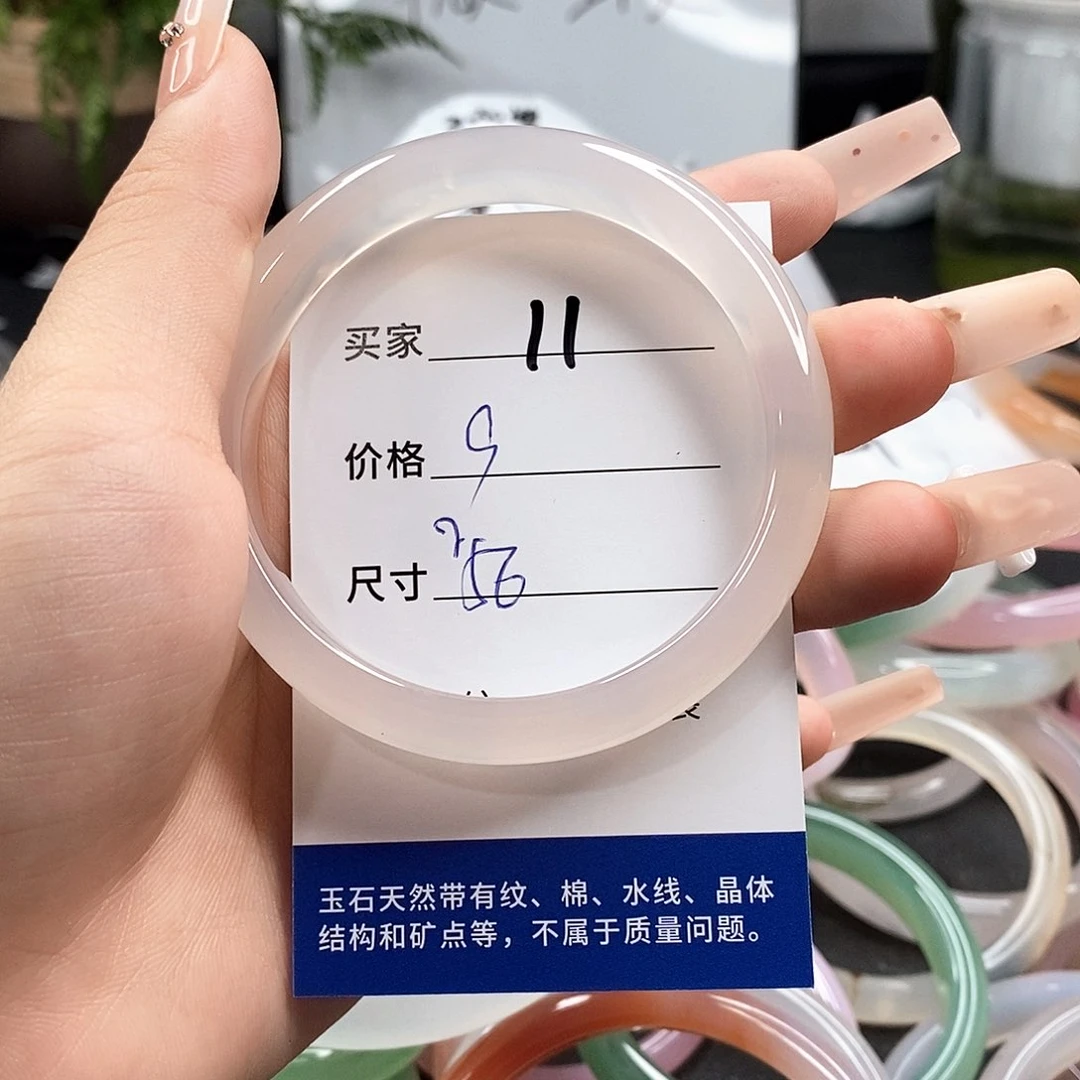 买家 11
价格 9
尺寸 56
玉石天然带有纹、棉、水线、晶体
结构和矿点等，不属于质量问题。